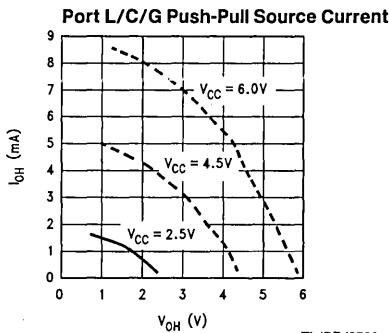 Port L/C/G Push-Pull Source Current
9
8
7
6
5
4
3
2
1
0
I_OH (mA)
V_CC = 6.0V
V_CC = 4.5V
V_CC = 2.5V
0 1 2 3 4 5 6
V_OH (V)